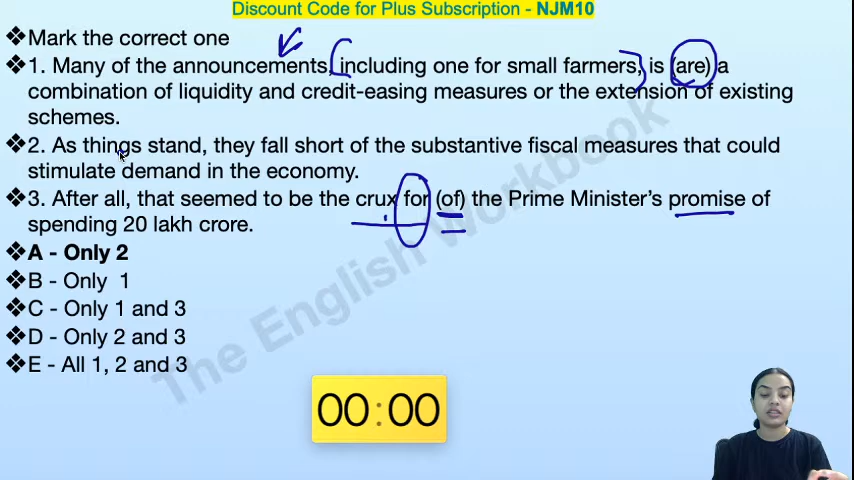 Discount Code for Plus Subscription - NJM10
❖Mark the correct one
❖1. Many of the announcements, including one for small farmers, is (are) a
combination of liquidity and credit-easing measures or the extension of existing
schemes.
❖2. As things stand, they fall short of the substantive fiscal measures that could
stimulate demand in the economy.
❖3. After all, that seemed to be the crux for (of) the Prime Minister's promise of
spending 20 lakh crore.
❖A - Only 2
❖B - Only 1
❖C - Only 1 and 3
❖D - Only 2 and 3
❖E - All 1, 2 and 3
The English Workbook
00:00